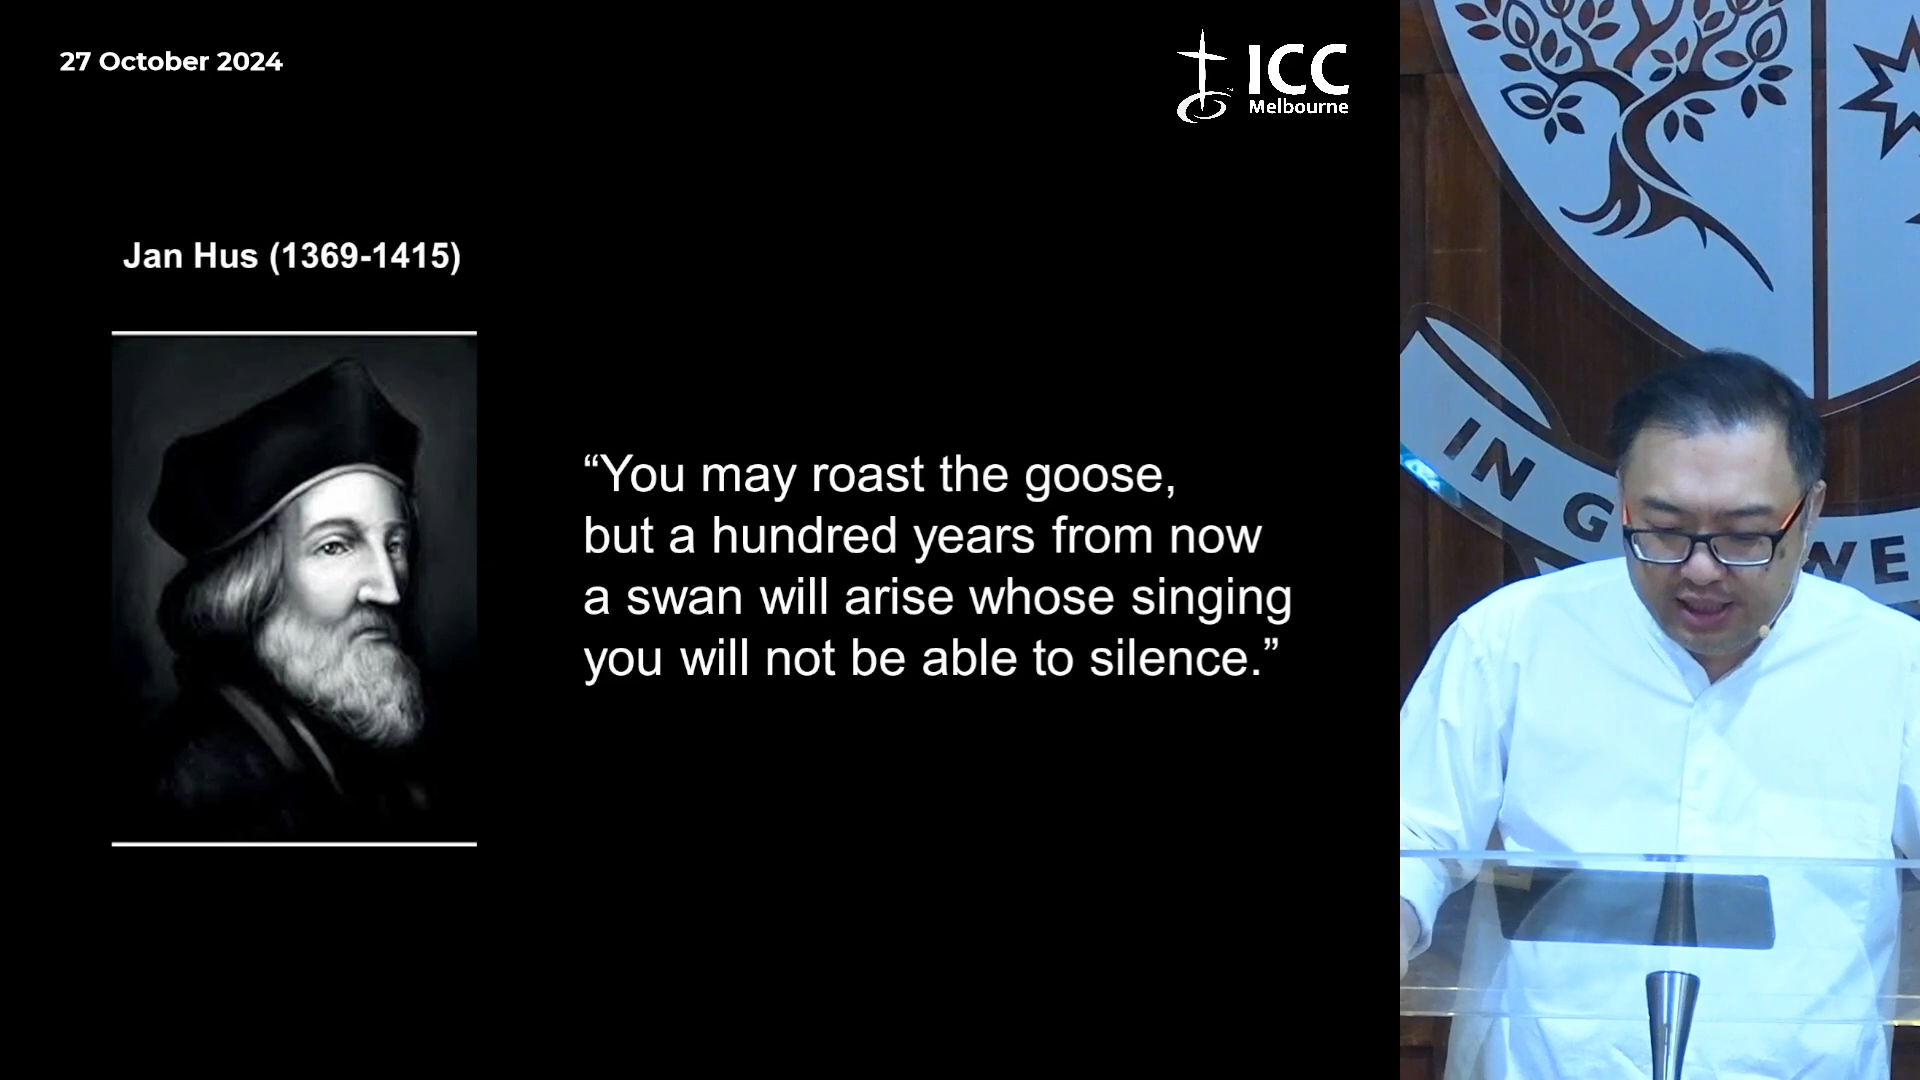 27 October 2024
ICC
Melbourne
Jan Hus (1369-1415)
“You may roast the goose,
but a hundred years from now
a swan will arise whose singing
you will not be able to silence.”
IN G
WE